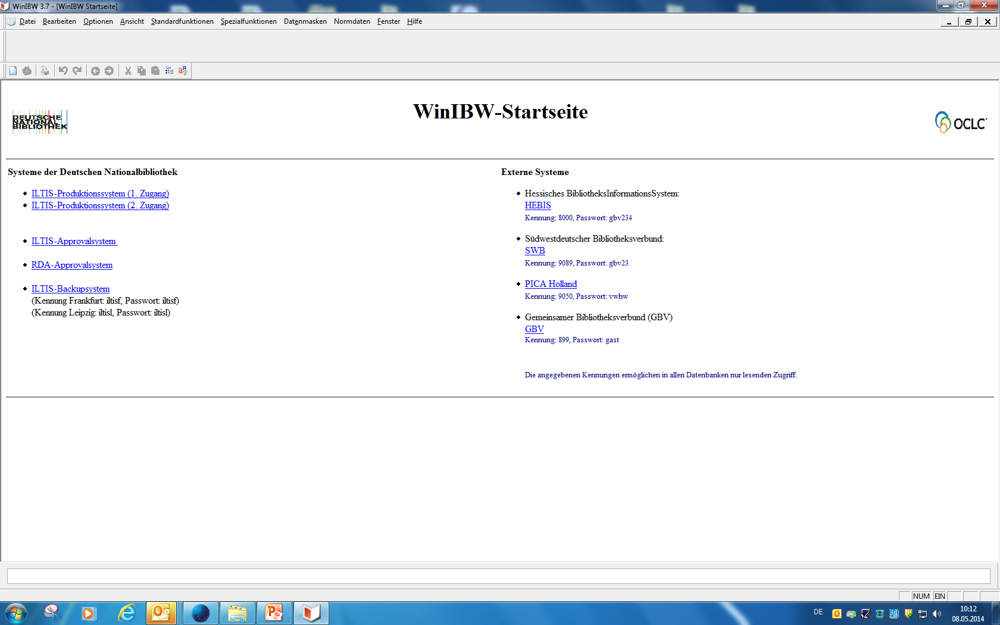 WinIBW 3.7 - [WinIBW Startseite]
Datei Bearbeiten Optionen Ansicht Standardfunktionen Spezialfunktionen Datenmasken Normdaten Fenster Hilfe
DEUTSCHE
NATIONAL
BIBLIOTHEK
WinIBW-Startseite
OCLC
Systeme der Deutschen Nationalbibliothek
ILTIS-Produktionssystem (1. Zugang)
ILTIS-Produktionssystem (2. Zugang)
ILTIS-Approvalsystem
RDA-Approvalsystem
ILTIS-Backupsystem
(Kennung Frankfurt: iltisf, Passwort: iltisf)
(Kennung Leipzig: iltisl, Passwort: iltisl)
Externe Systeme
Hessisches BibliotheksInformationsSystem:
HEBIS
Kennung: 8000, Passwort: gbv234
Südwestdeutscher Bibliotheksverbund:
SWB
Kennung: 9089, Passwort: gbv23
PICA Holland
Kennung: 9050, Passwort: vwhw
Gemeinsamer Bibliotheksverbund (GBV)
GBV
Kennung: 899, Passwort: gast
Die angegebenen Kennungen ermöglichen in allen Datenbanken nur lesenden Zugriff.
NUM EIN
DE
10:12
08.05.2014